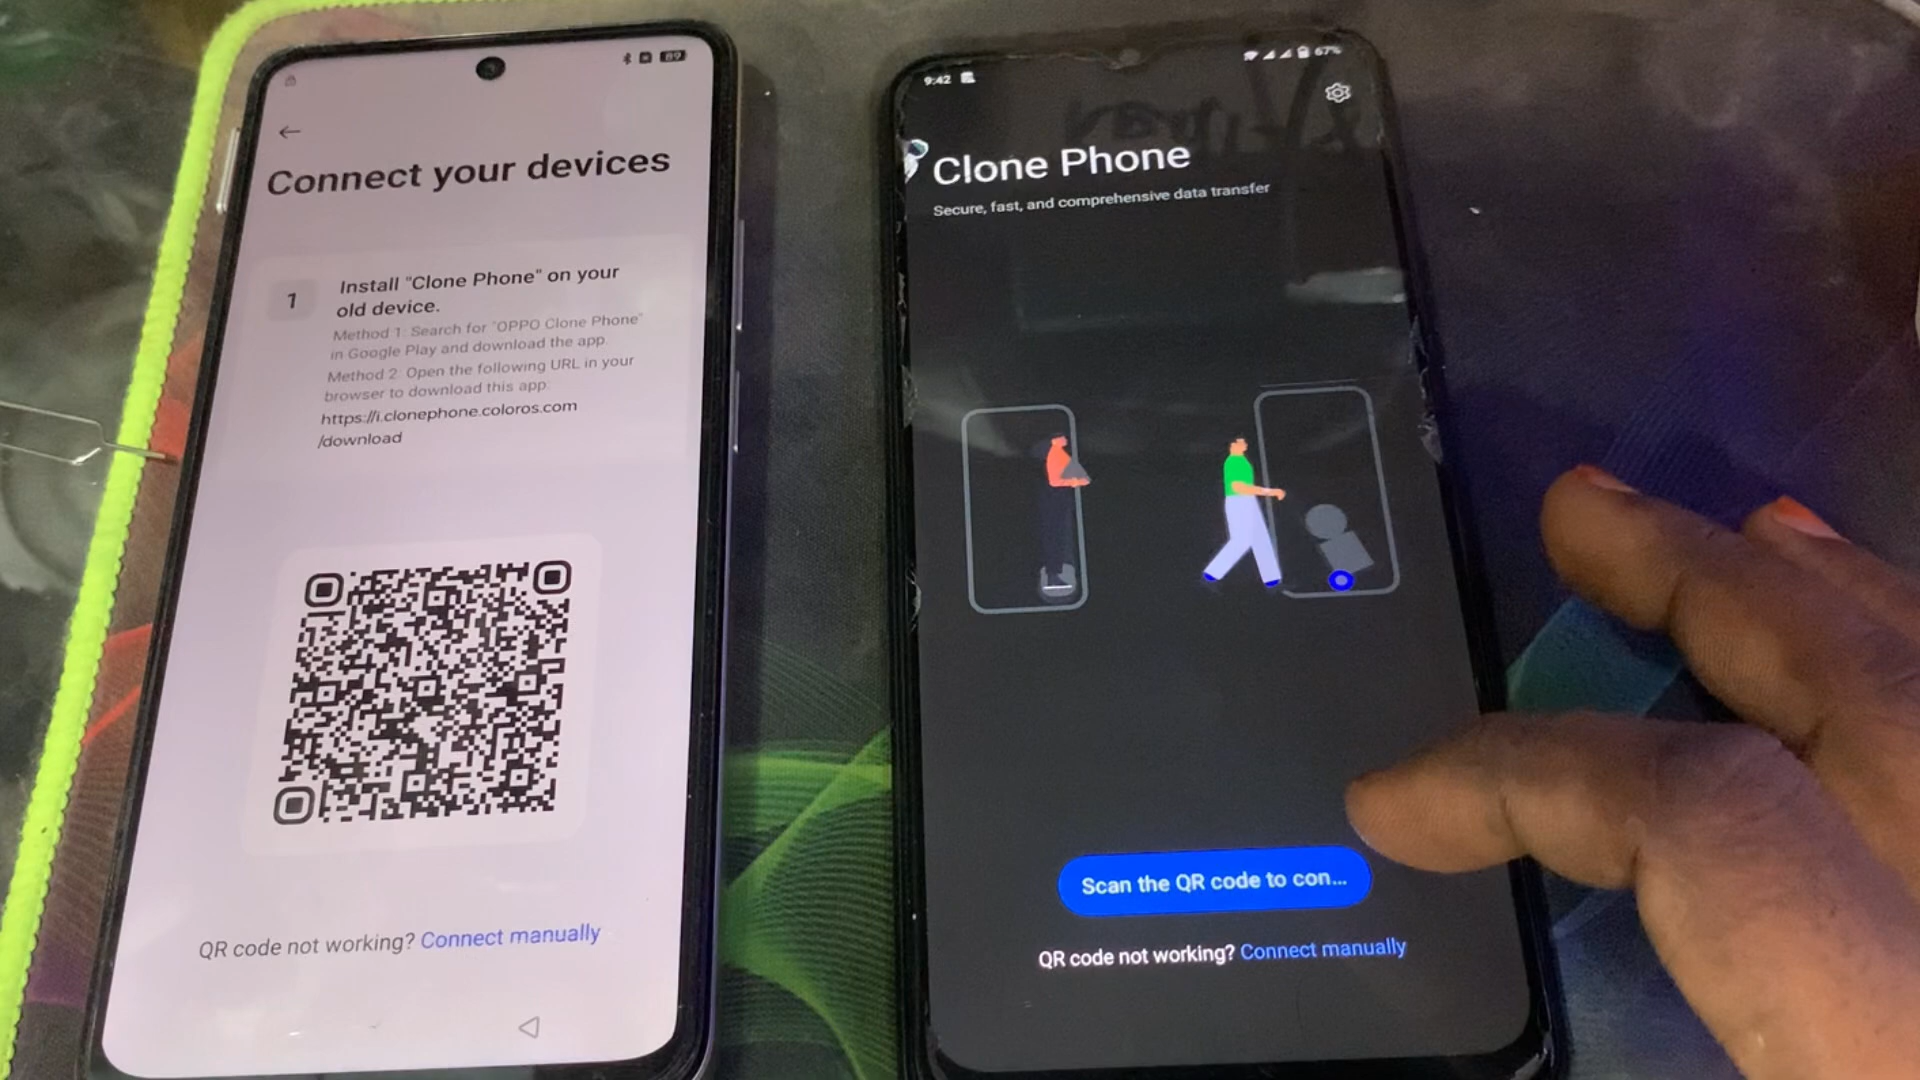 89
Connect your devices
1
Install "Clone Phone" on your
old device.
Method 1: Search for "OPPO Clone Phone"
in Google Play and download the app.
Method 2: Open the following URL in your
browser to download this app:
https://i.clonephone.coloros.com
/download
QR code not working? Connect manually
9:42
67%
Clone Phone
Secure, fast, and comprehensive data transfer
Scan the QR code to con...
QR code not working? Connect manually